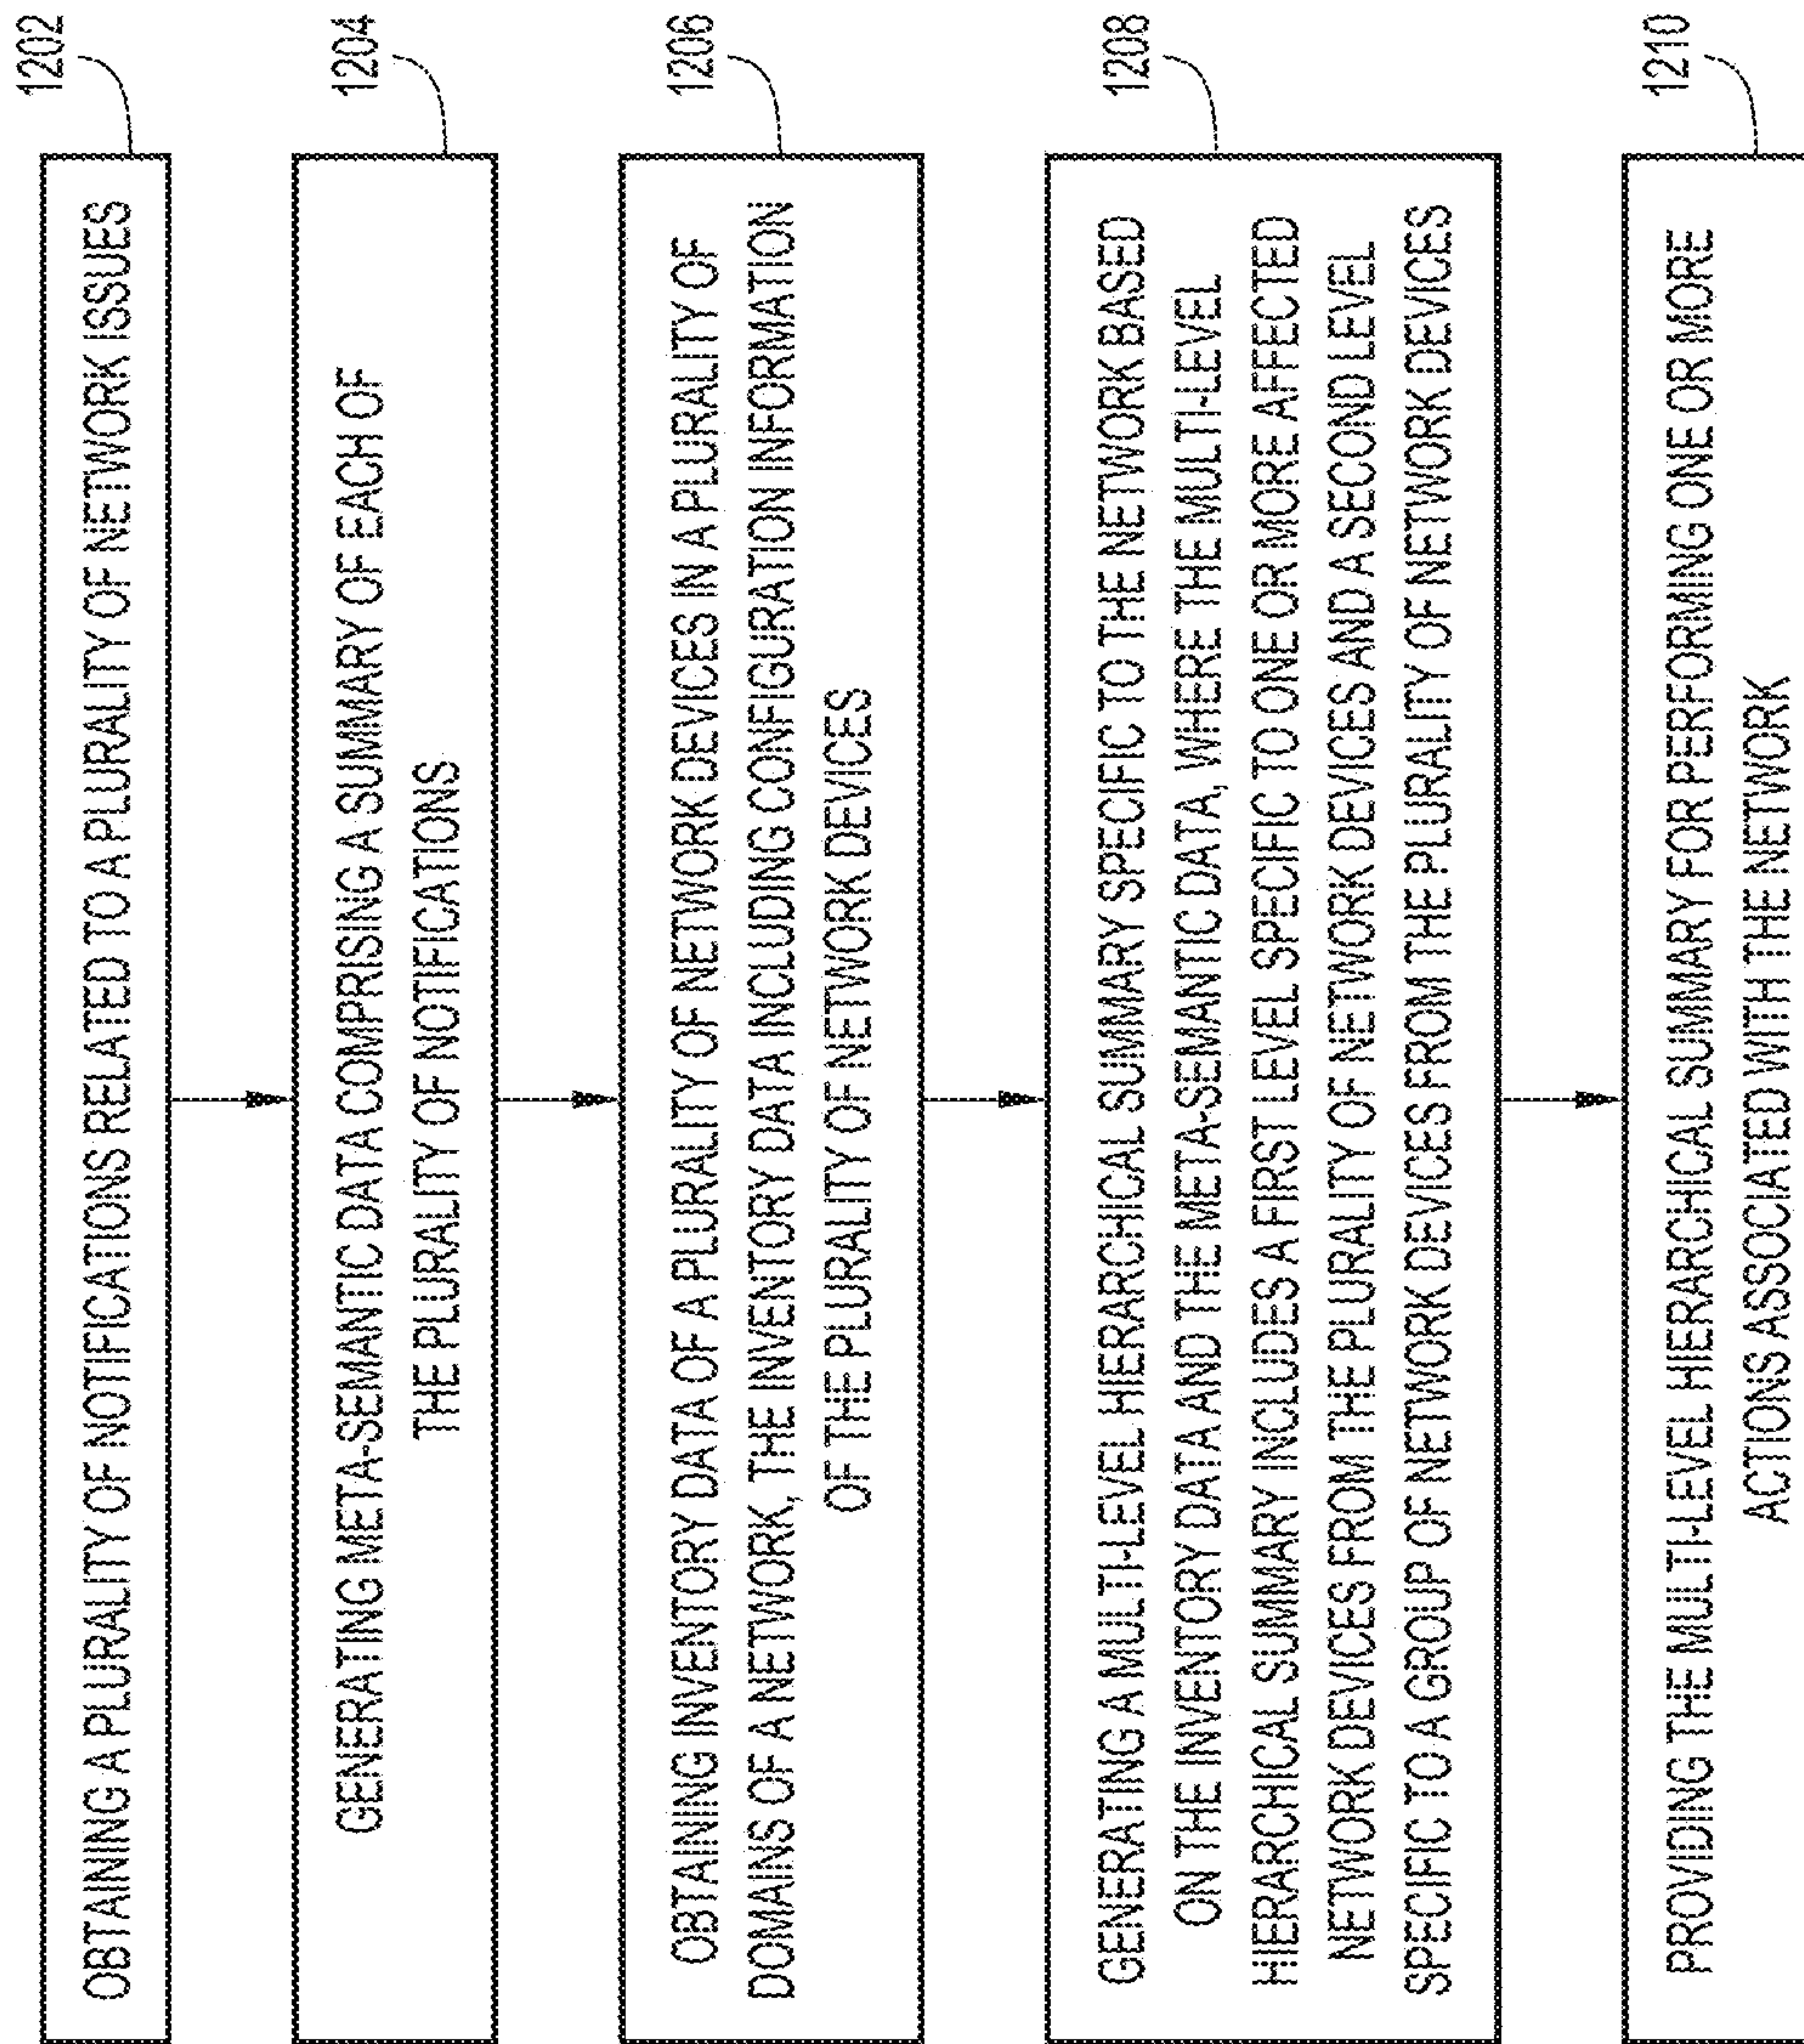 1202
OBTAINING A PLURALITY OF NOTIFICATIONS RELATED TO A PLURALITY OF NETWORK ISSUES
1204
GENERATING META-SEMANTIC DATA COMPRISING A SUMMARY OF EACH OF
THE PLURALITY OF NOTIFICATIONS
1206
OBTAINING INVENTORY DATA OF A PLURALITY OF NETWORK DEVICES IN A PLURALITY OF
DOMAINS OF A NETWORK, THE INVENTORY DATA INCLUDING CONFIGURATION INFORMATION
OF THE PLURALITY OF NETWORK DEVICES
1208
GENERATING A MULTI-LEVEL HIERARCHICAL SUMMARY SPECIFIC TO THE NETWORK BASED
ON THE INVENTORY DATA AND THE META-SEMANTIC DATA, WHERE THE MULTI-LEVEL
HIERARCHICAL SUMMARY INCLUDES A FIRST LEVEL SPECIFIC TO ONE OR MORE AFFECTED
NETWORK DEVICES FROM THE PLURALITY OF NETWORK DEVICES AND A SECOND LEVEL
SPECIFIC TO A GROUP OF NETWORK DEVICES FROM THE PLURALITY OF NETWORK DEVICES
1210
PROVIDING THE MULTI-LEVEL HIERARCHICAL SUMMARY FOR PERFORMING ONE OR MORE
ACTIONS ASSOCIATED WITH THE NETWORK